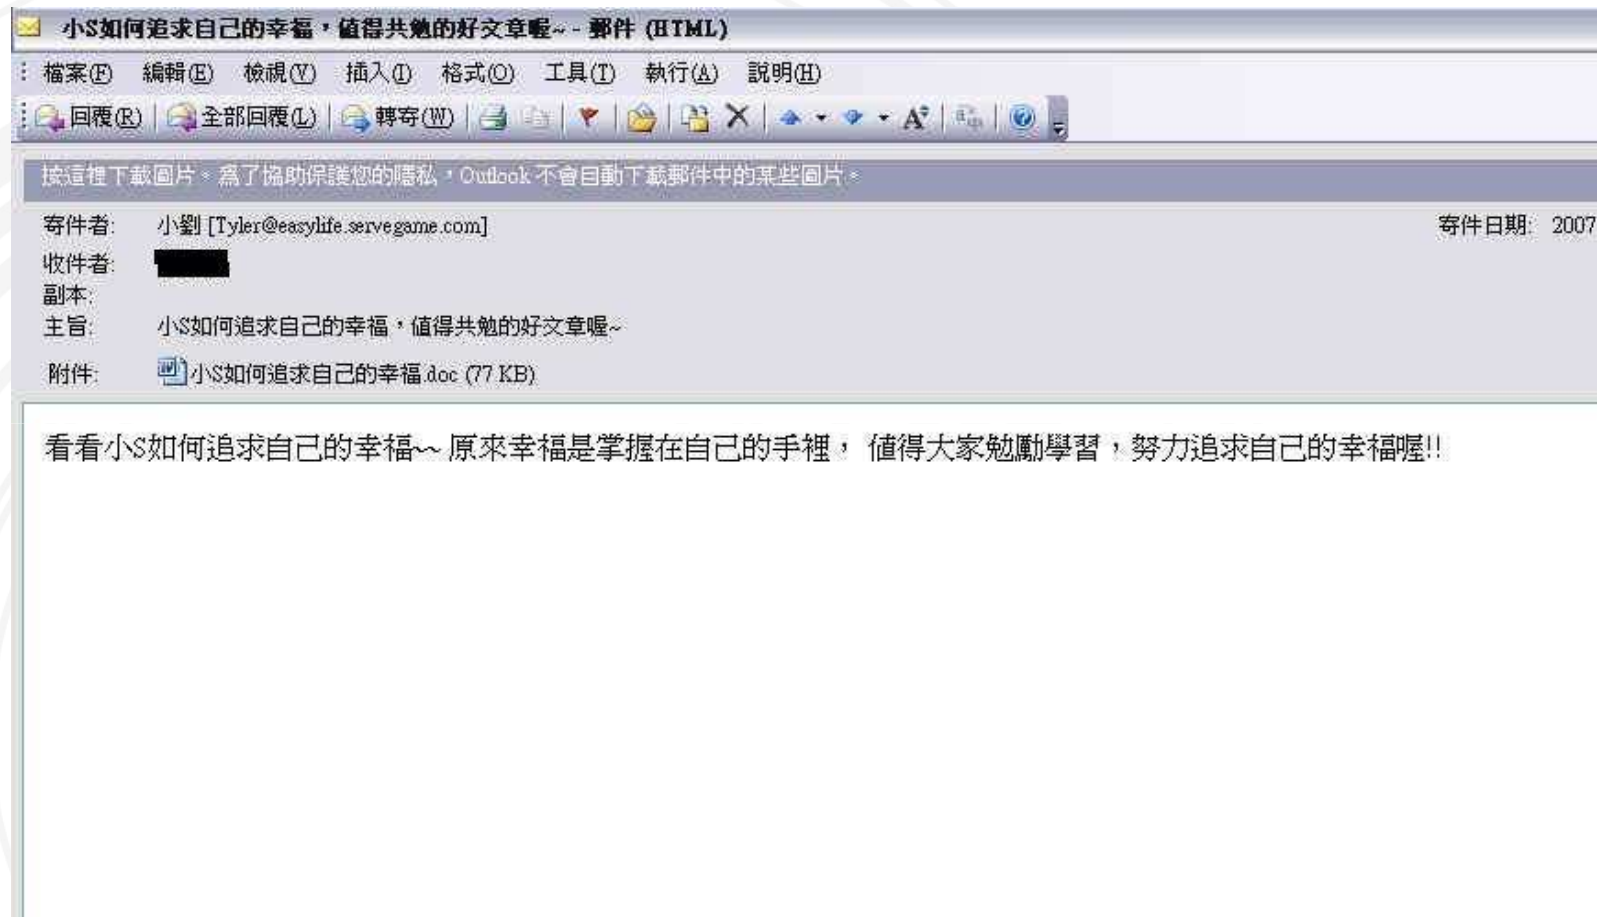 小S如何追求自己的幸福，值得共勉的好文章喔~ - 郵件 (HTML)
檔案(F) 編輯(E) 檢視(V) 插入(I) 格式(O) 工具(T) 執行(A) 說明(H)
回覆(R) 全部回覆(L) 轉寄(W)
按這裡下載圖片。為了協助保護您的隱私，Outlook 不會自動下載郵件中的某些圖片。
寄件者: 小劉 [Tyler@easylife.servegame.com] 寄件日期: 2007
收件者:
副本:
主旨: 小S如何追求自己的幸福，值得共勉的好文章喔~
附件: 小S如何追求自己的幸福.doc (77 KB)
看看小S如何追求自己的幸福~~ 原來幸福是掌握在自己的手裡， 值得大家勉勵學習，努力追求自己的幸福喔!!